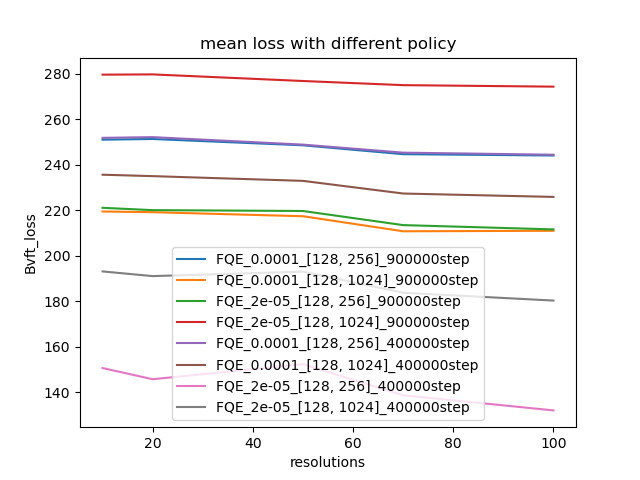 mean loss with different policy
280
260
240
220
200
180
160
140
Bvft_loss
FQE_0.0001_[128, 256]_900000step
FQE_0.0001_[128, 1024]_900000step
FQE_2e-05_[128, 256]_900000step
FQE_2e-05_[128, 1024]_900000step
FQE_0.0001_[128, 256]_400000step
FQE_0.0001_[128, 1024]_400000step
FQE_2e-05_[128, 256]_400000step
FQE_2e-05_[128, 1024]_400000step
20 40 60 80 100
resolutions